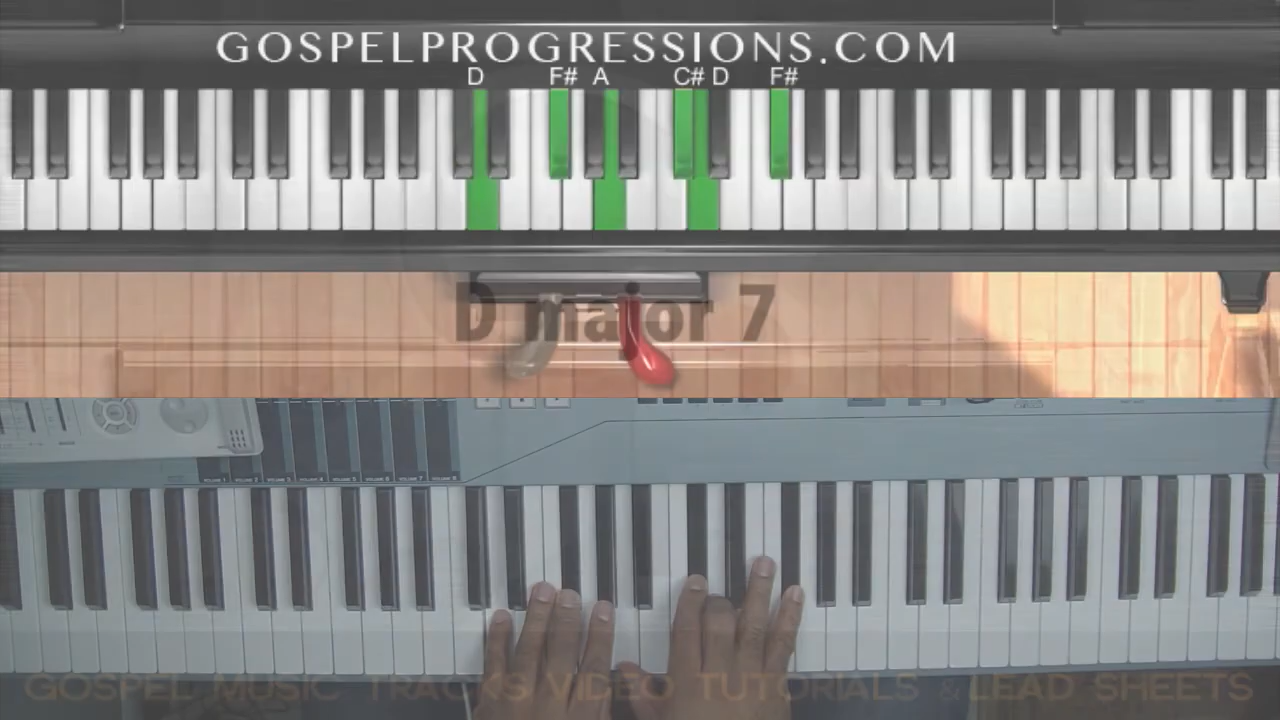 GOSPELPROGRESSIONS.COM
D F# A C# D F#
D major 7
GOSPEL MUSIC TRACKS VIDEO TUTORIALS & LEAD SHEETS